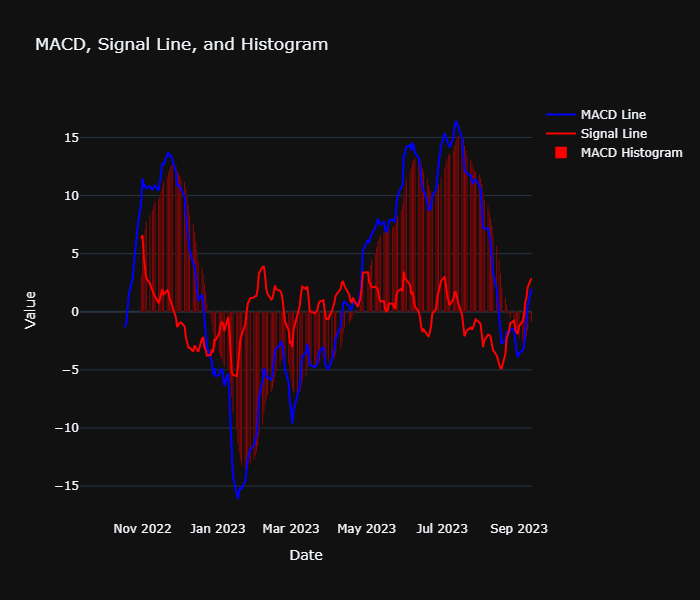 MACD, Signal Line, and Histogram
MACD Line
Signal Line
MACD Histogram
15
10
5
0
−5
−10
−15
Value
Nov 2022 Jan 2023 Mar 2023 May 2023 Jul 2023 Sep 2023
Date